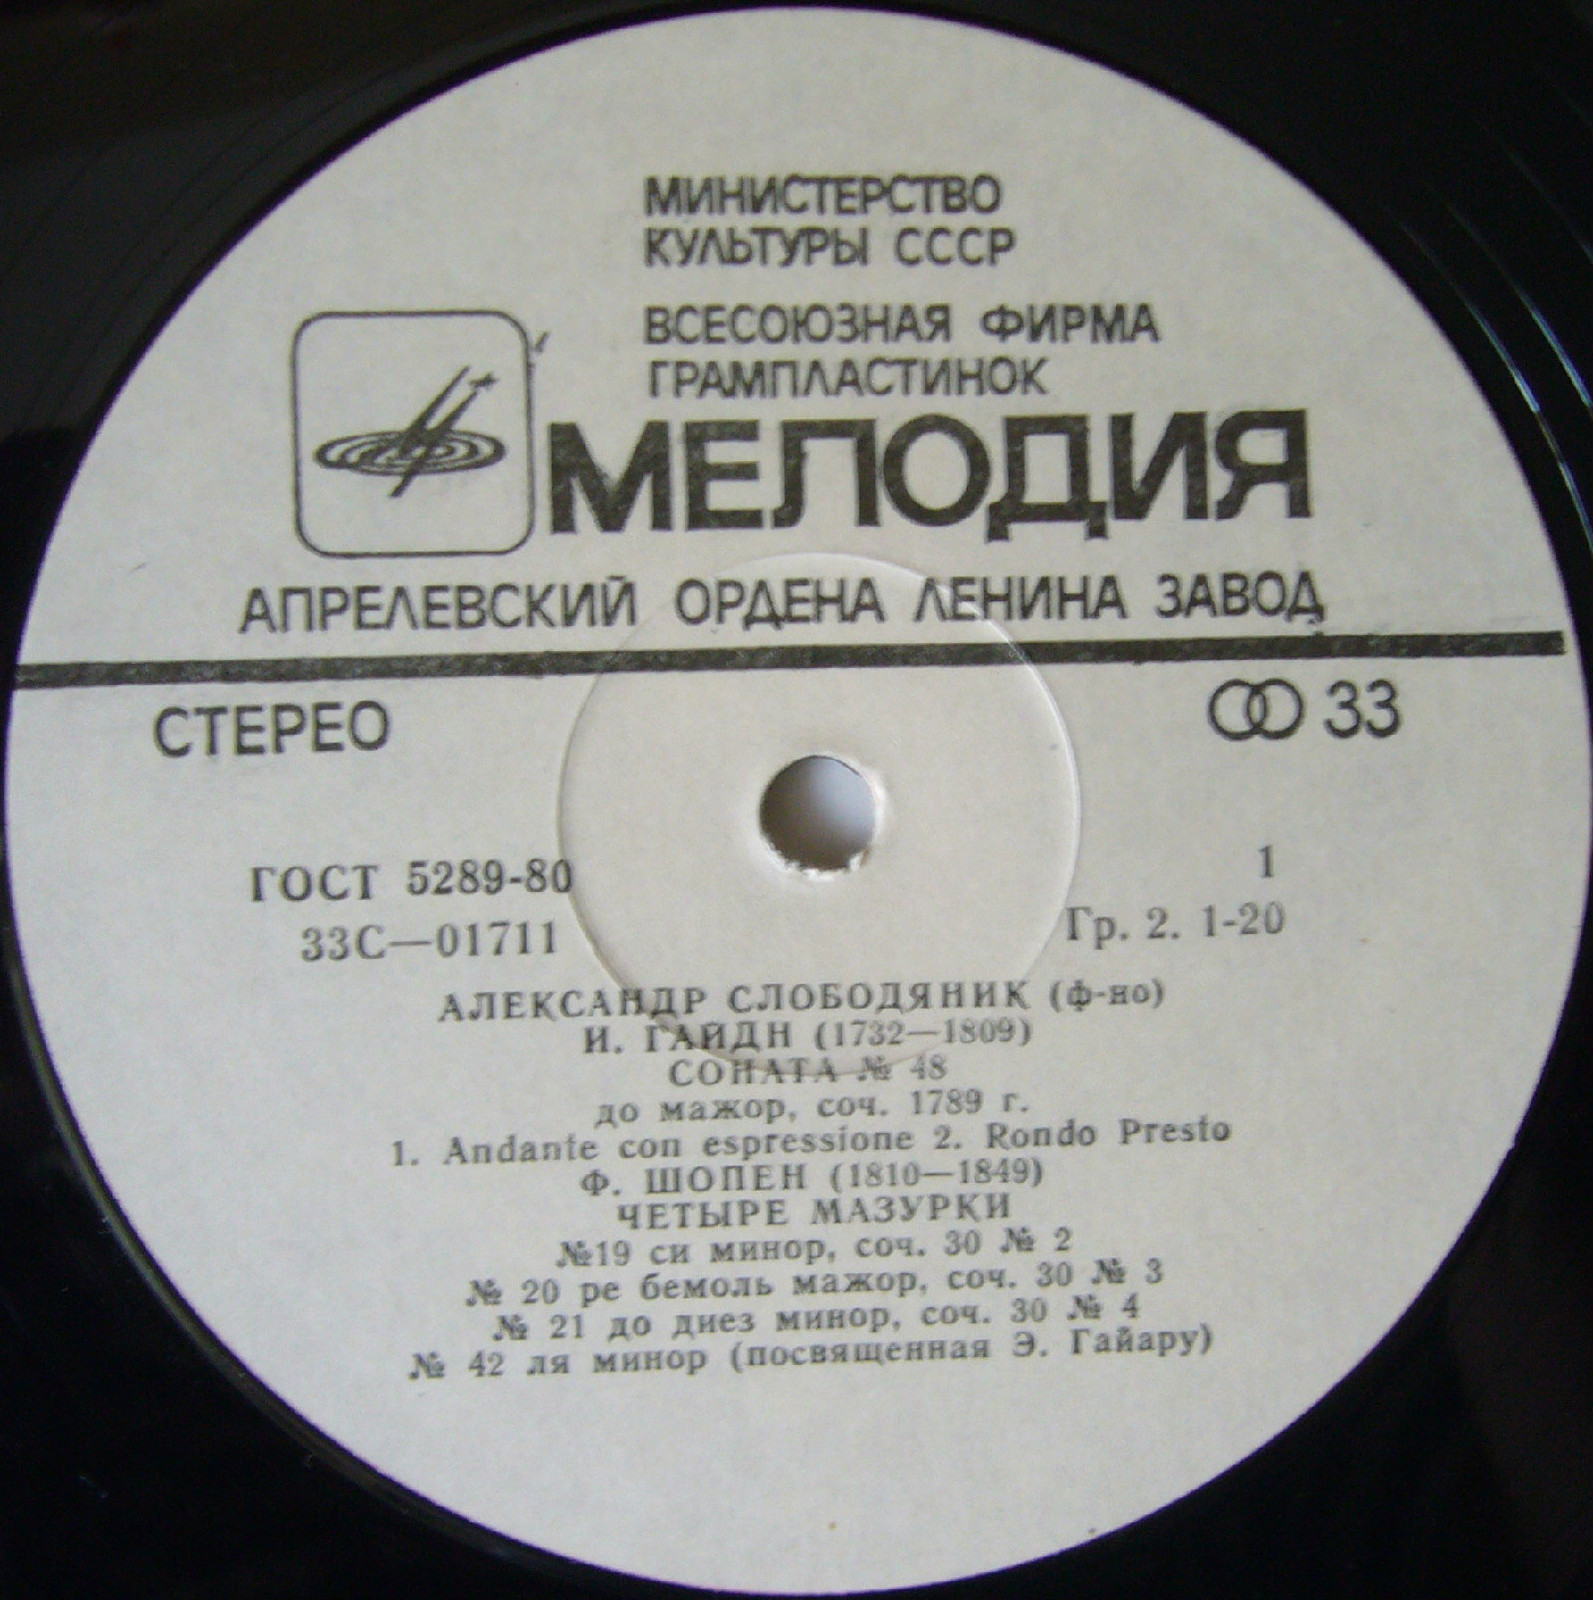 МИНИСТЕРСТВО
КУЛЬТУРЫ СССР
ВСЕСОЮЗНАЯ ФИРМА
ГРАМПЛАСТИНОК
МЕЛОДИЯ
АПРЕЛЕВСКИЙ ОРДЕНА ЛЕНИНА ЗАВОД
СТЕРЕО 33
ГОСТ 5289-80 1
33С—01711 Гр. 2. 1-20
АЛЕКСАНДР СЛОБОДЯНИК (ф-но)
И. ГАЙДН (1732—1809)
СОНАТА № 48
до мажор, соч. 1789 г.
1. Andante con espressione 2. Rondo Presto
Ф. ШОПЕН (1810—1849)
ЧЕТЫРЕ МАЗУРКИ
№19 си минор, соч. 30 № 2
№ 20 ре бемоль мажор, соч. 30 № 3
№ 21 до диез минор, соч. 30 № 4
№ 42 ля минор (посвященная Э. Гайару)